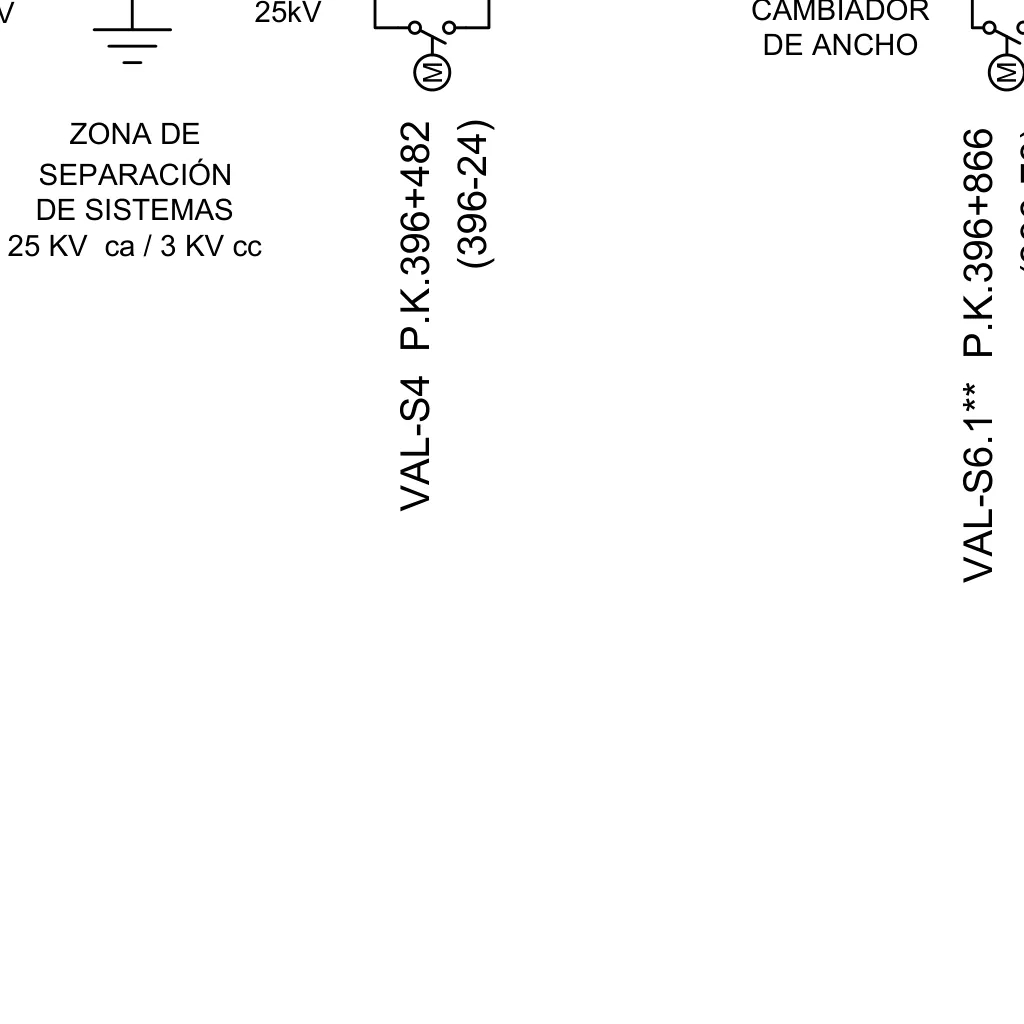 25kV
CAMBIADOR
DE ANCHO
M
M
ZONA DE
SEPARACIÓN
DE SISTEMAS
25 KV  ca / 3 KV cc
VAL-S4  P.K.396+482
(396-24)
VAL-S6.1**  P.K.396+866